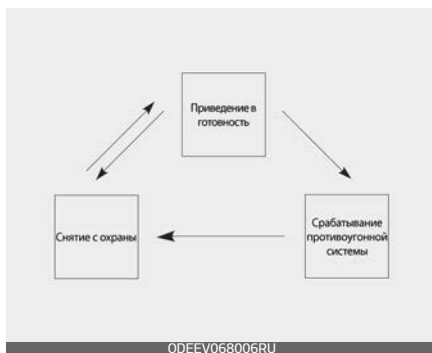 Приведение в
готовность
Снятие с охраны
Срабатывание
противоугонной
системы
ODEEV068006RU